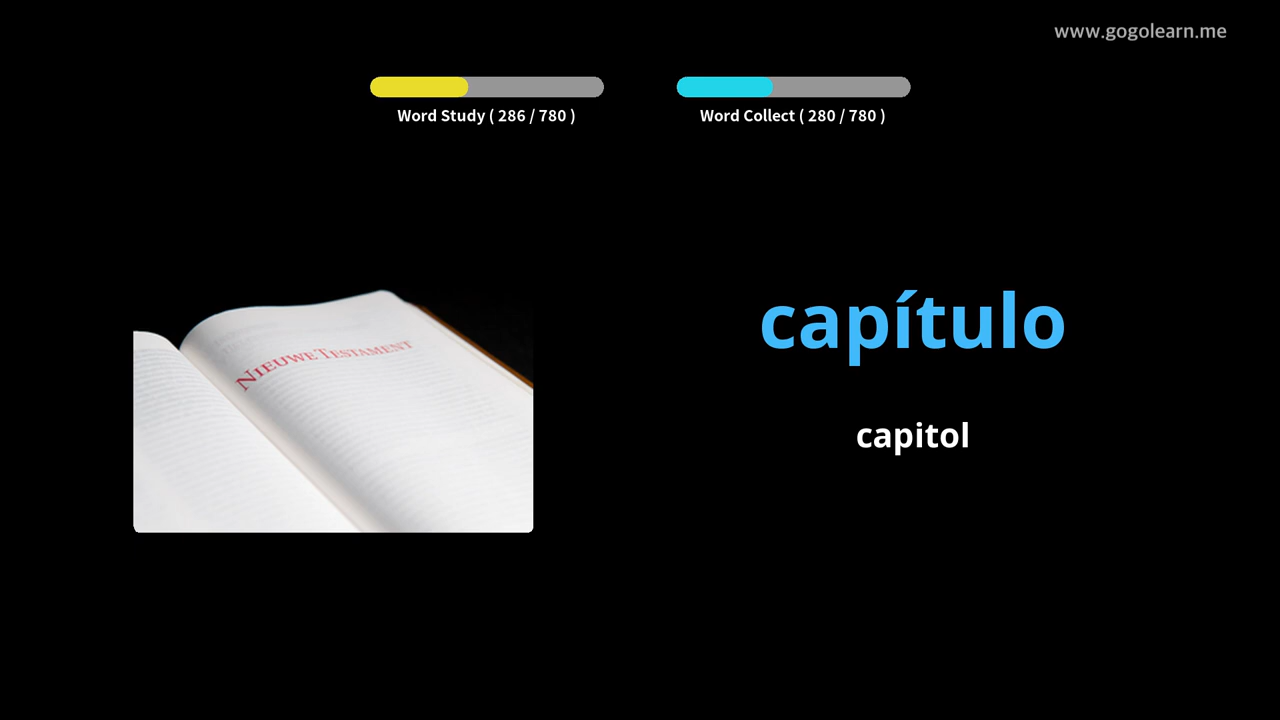 www.gogolearn.me
Word Study ( 286 / 780 )
Word Collect ( 280 / 780 )
NIEUWE TESTAMENT
capítulo
capitol